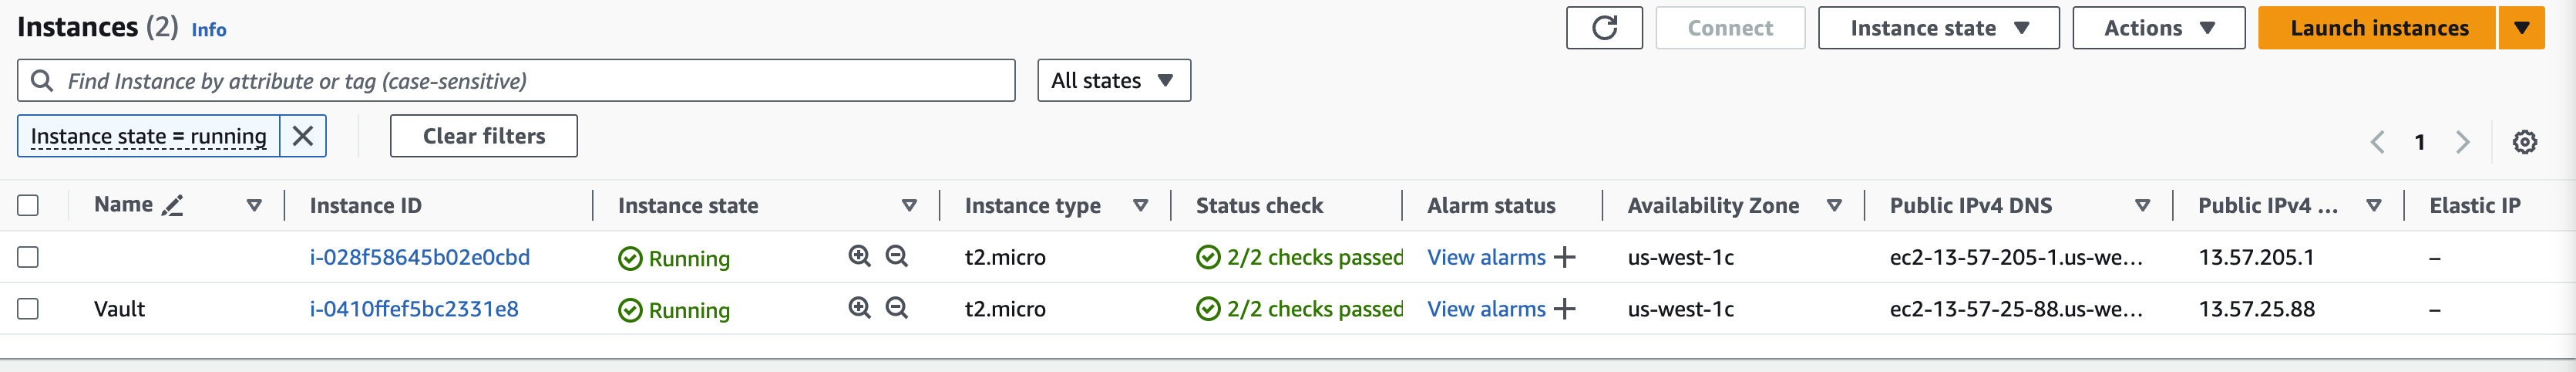 Instances (2) Info Connect Instance state Actions Launch instances
Find Instance by attribute or tag (case-sensitive) All states
Instance state = running Clear filters 1
Name Instance ID Instance state Instance type Status check Alarm status Availability Zone Public IPv4 DNS Public IPv4 ... Elastic IP
i-028f58645b02e0cbd Running t2.micro 2/2 checks passed View alarms + us-west-1c ec2-13-57-205-1.us-we... 13.57.205.1 –
Vault i-0410ffef5bc2331e8 Running t2.micro 2/2 checks passed View alarms + us-west-1c ec2-13-57-25-88.us-we... 13.57.25.88 –